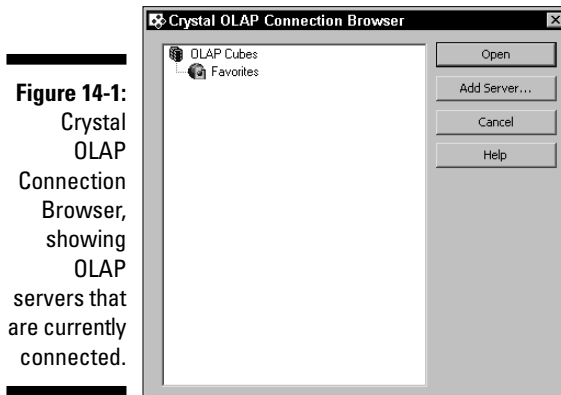 Figure 14-1:
Crystal
OLAP
Connection
Browser,
showing
OLAP
servers that
are currently
connected.
Crystal OLAP Connection Browser
OLAP Cubes
Favorites
Open
Add Server...
Cancel
Help